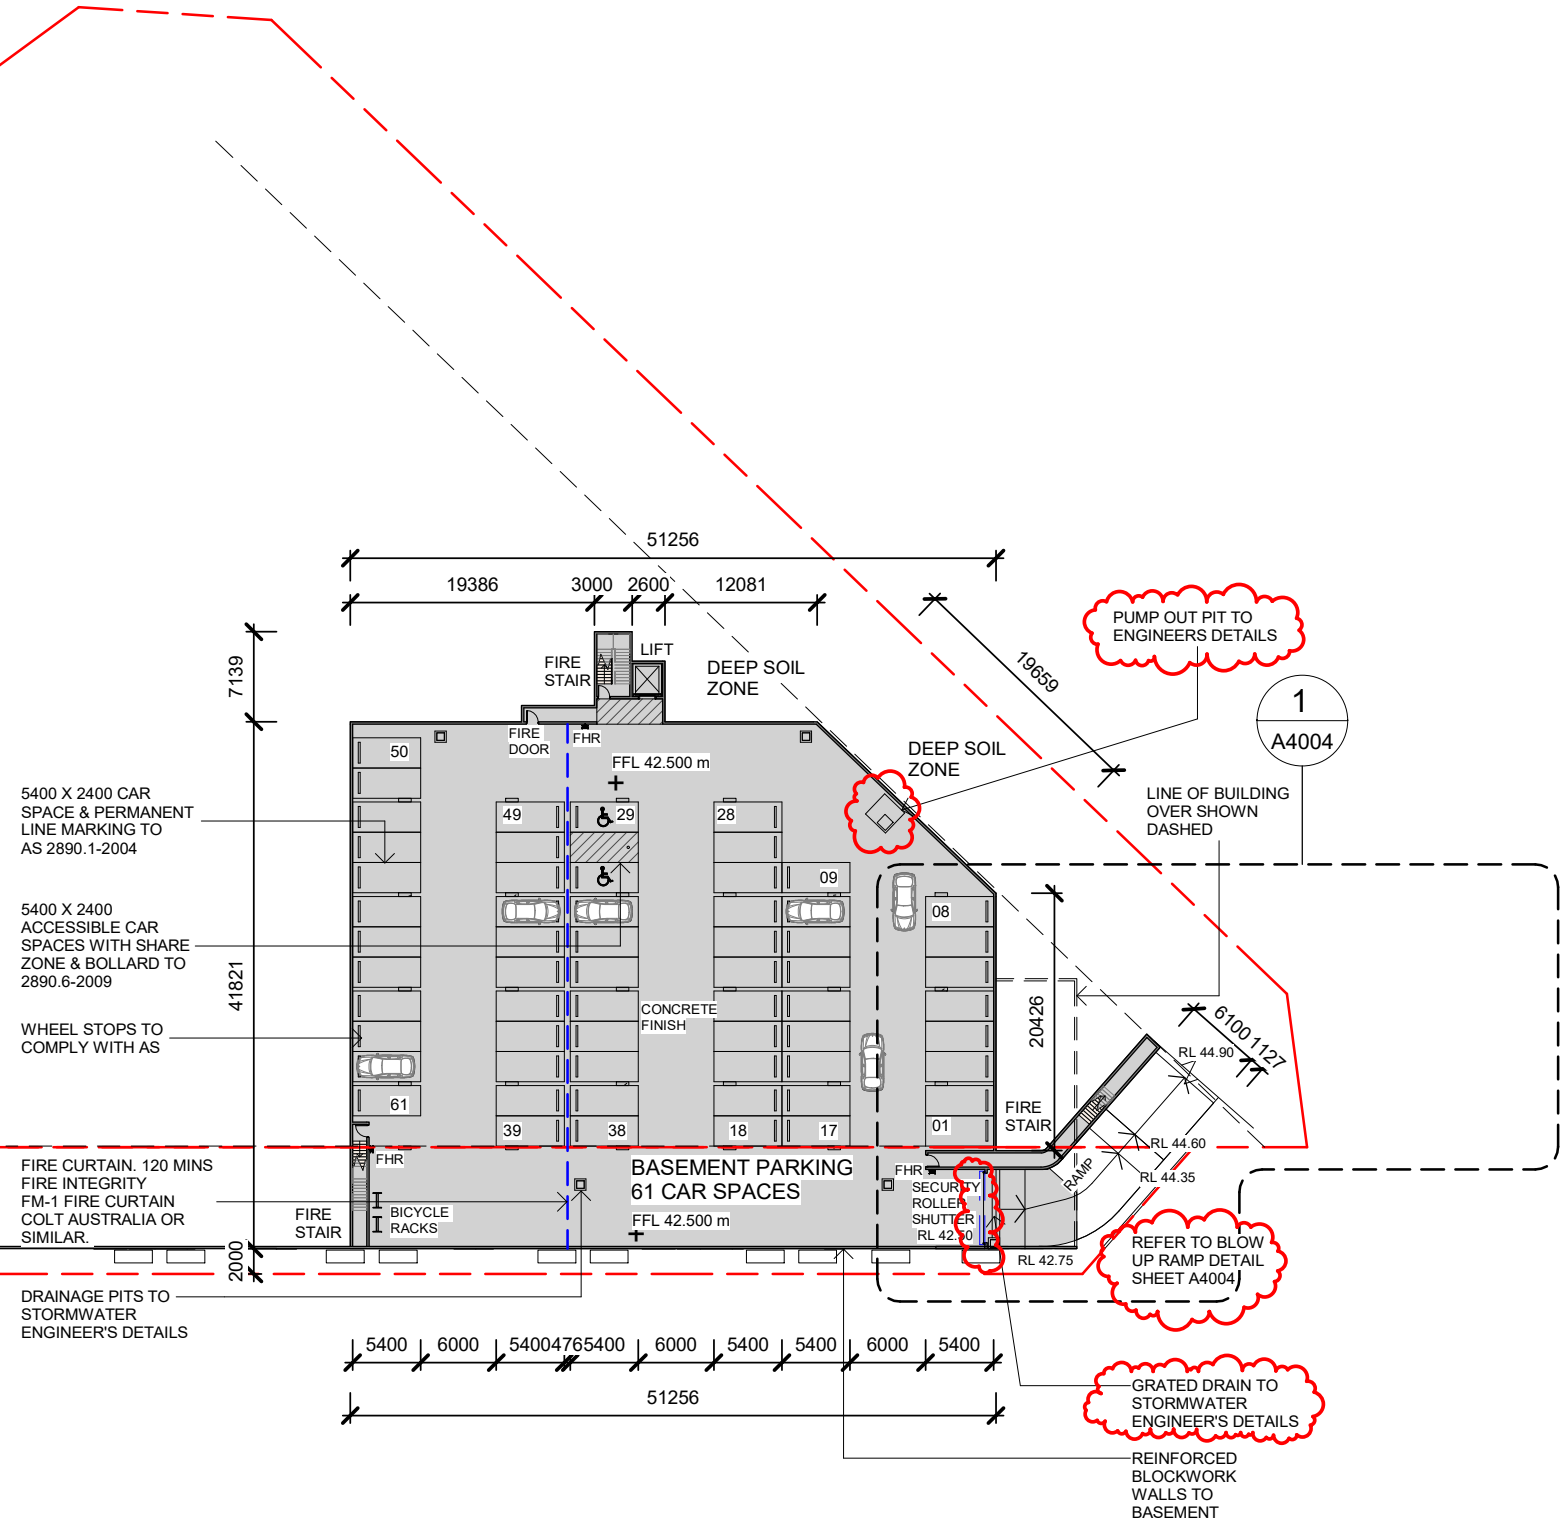 51256
19386
3000
2600
12081
7139
41821
2000
19659
20426
6100
1127
PUMP OUT PIT TO
ENGINEERS DETAILS
1
A4004
FIRE
STAIR
LIFT
DEEP SOIL
ZONE
FIRE
DOOR
FHR
FFL 42.500 m
DEEP SOIL
ZONE
LINE OF BUILDING
OVER SHOWN
DASHED
5400 X 2400 CAR
SPACE & PERMANENT
LINE MARKING TO
AS 2890.1-2004
5400 X 2400
ACCESSIBLE CAR
SPACES WITH SHARE
ZONE & BOLLARD TO
2890.6-2009
WHEEL STOPS TO
COMPLY WITH AS
50
49
29
28
09
08
CONCRETE
FINISH
61
39
38
18
17
01
FIRE
STAIR
RL 44.90
RL 44.60
RL 44.35
RAMP
FIRE CURTAIN. 120 MINS
FIRE INTEGRITY
FM-1 FIRE CURTAIN
COLT AUSTRALIA OR
SIMILAR.
FHR
FIRE
STAIR
BICYCLE
RACKS
BASEMENT PARKING
61 CAR SPACES
FFL 42.500 m
FHR
SECURITY
ROLLER
SHUTTER
RL 42.50
RL 42.75
REFER TO BLOW
UP RAMP DETAIL
SHEET A4004
DRAINAGE PITS TO
STORMWATER
ENGINEER'S DETAILS
5400
6000
5400
476
5400
6000
5400
5400
6000
5400
51256
GRATED DRAIN TO
STORMWATER
ENGINEER'S DETAILS
REINFORCED
BLOCKWORK
WALLS TO
BASEMENT